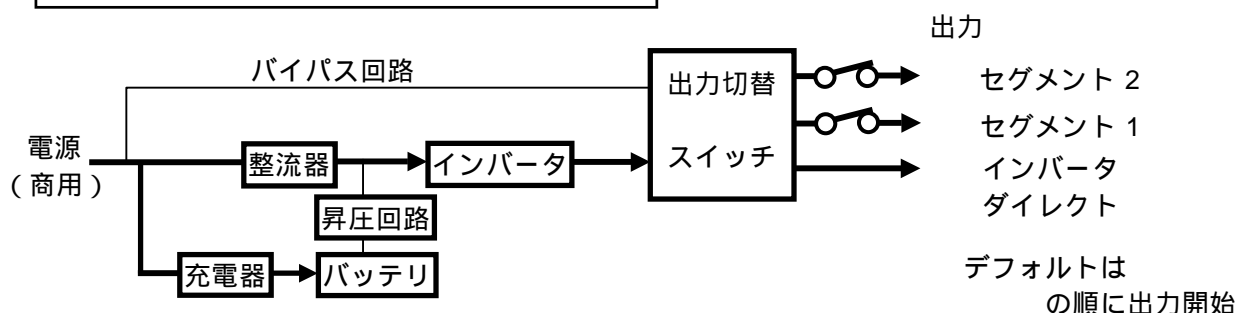 出力
バイパス回路
出力切替
スイッチ
セグメント 2
セグメント 1
インバータ
ダイレクト
電源
(商用)
整流器
インバータ
昇圧回路
充電器
バッテリ
デフォルトは
の順に出力開始